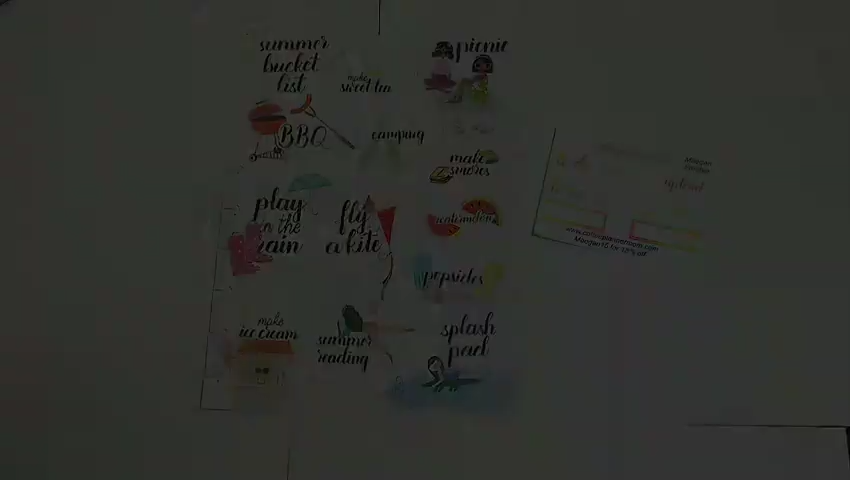 summer
bucket
list
make
sweet tea
picnic
BBQ
camping
make
smores
play
in the
rain
fly
a kite
watermelon
popsicles
make
ice cream
summer
reading
splash
pad